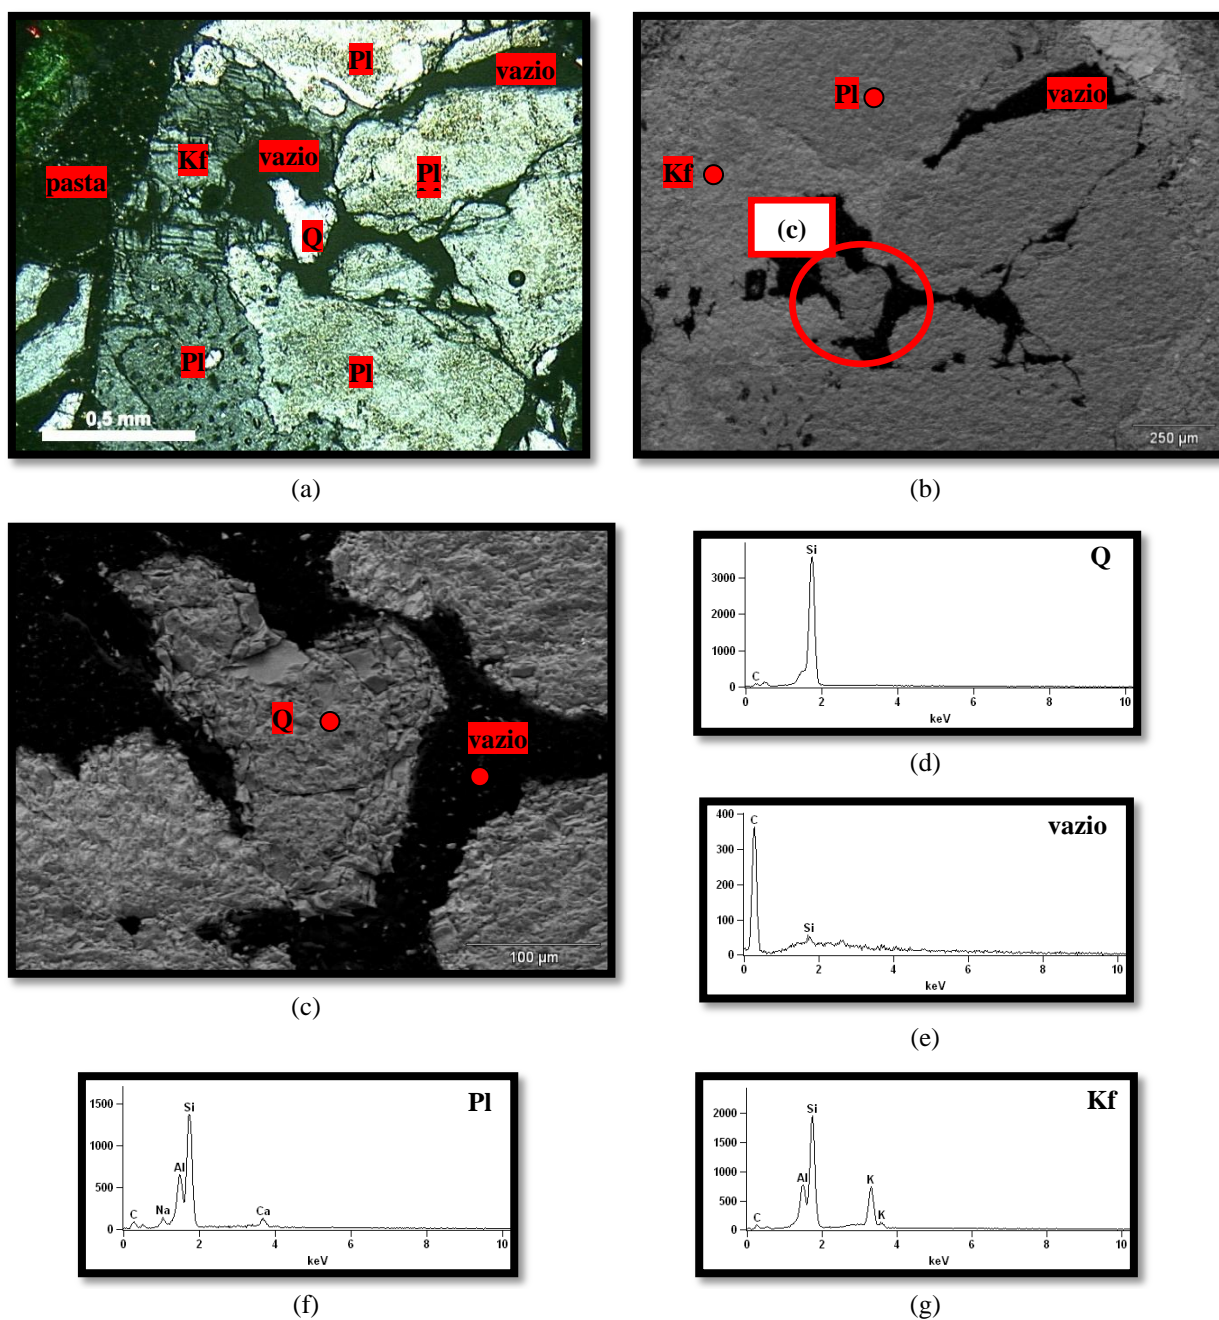 Pl
vazio
Kf
vazio
Pl
pasta
Q
Pl
Pl
0,5 mm
(a)
Pl
vazio
Kf
(c)
250 µm
(b)
Q
vazio
100 µm
(c)
Q
Si
3000
2000
1000
0
C
0 2 4 6 8 10
keV
(d)
vazio
400
C
300
200
100
Si
0
0 2 4 6 8 10
keV
(e)
Pl
1500
Si
1000
Al
500
C
Na
Ca
0
0 2 4 6 8 10
keV
(f)
Kf
2000
Si
1500
1000
Al
K
500
C
K
0
0 2 4 6 8 10
keV
(g)